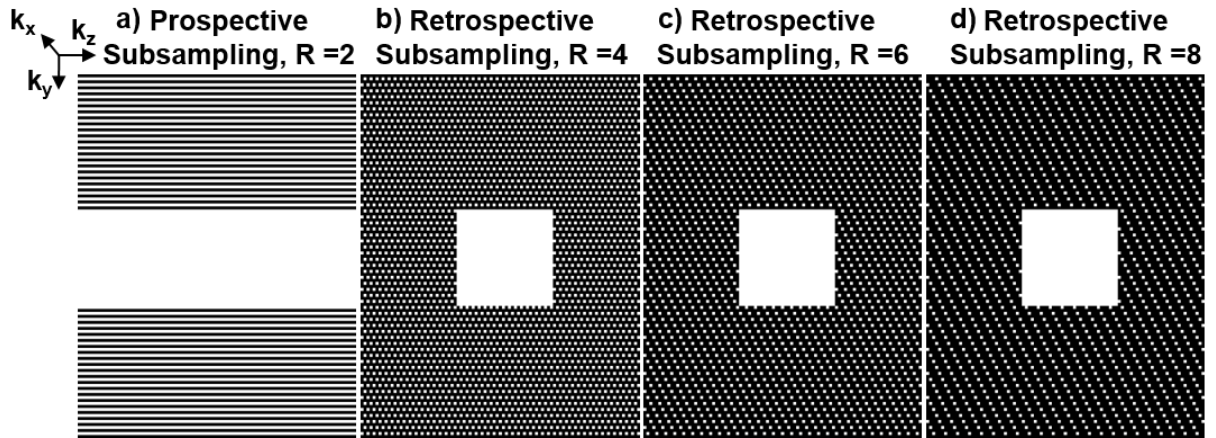 kx
kz
ky
a) Prospective
Subsampling, R =2
b) Retrospective
Subsampling, R =4
c) Retrospective
Subsampling, R =6
d) Retrospective
Subsampling, R =8